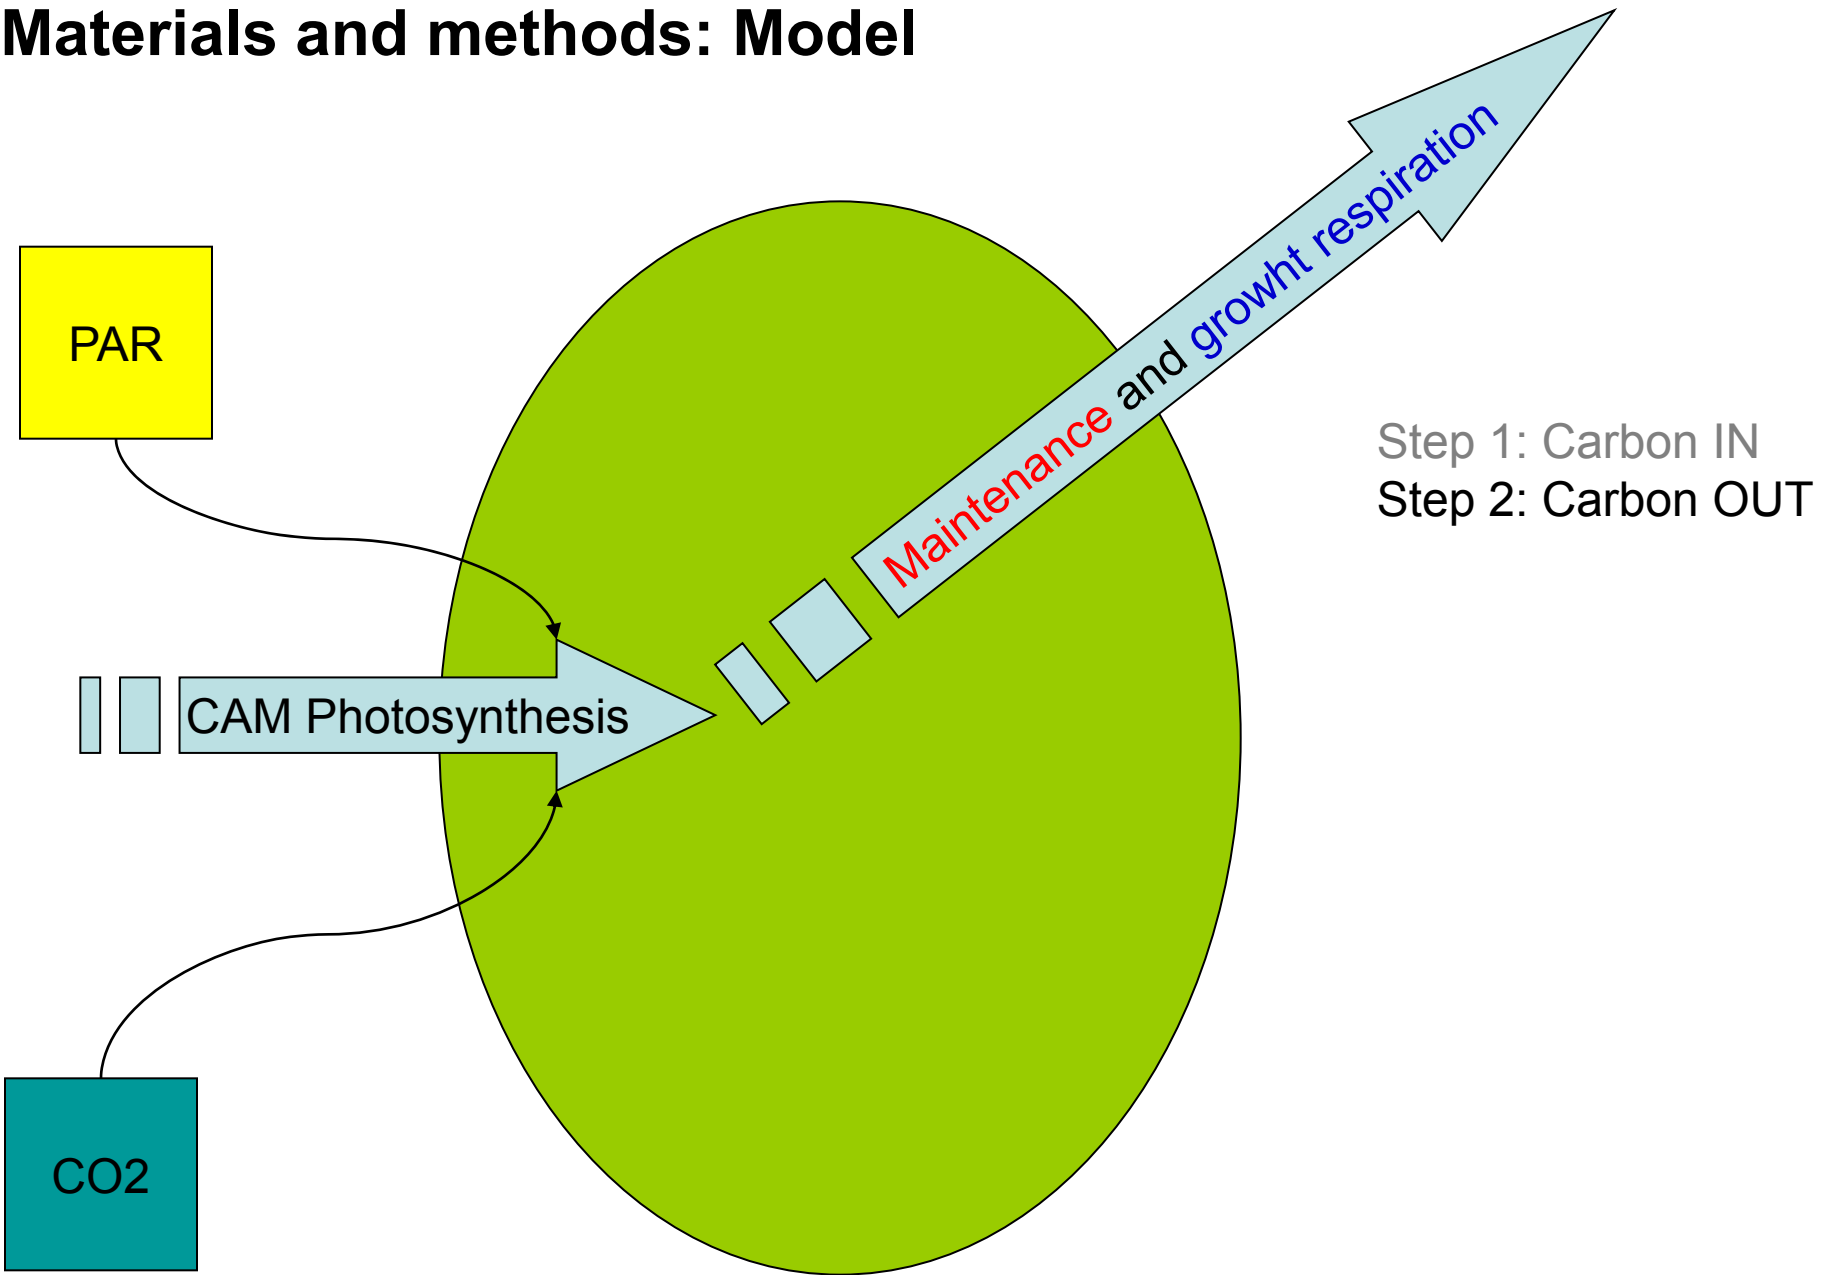 Materials and methods: Model
PAR
Maintenance and growht respiration
Step 1: Carbon IN
Step 2: Carbon OUT
CAM Photosynthesis
CO2